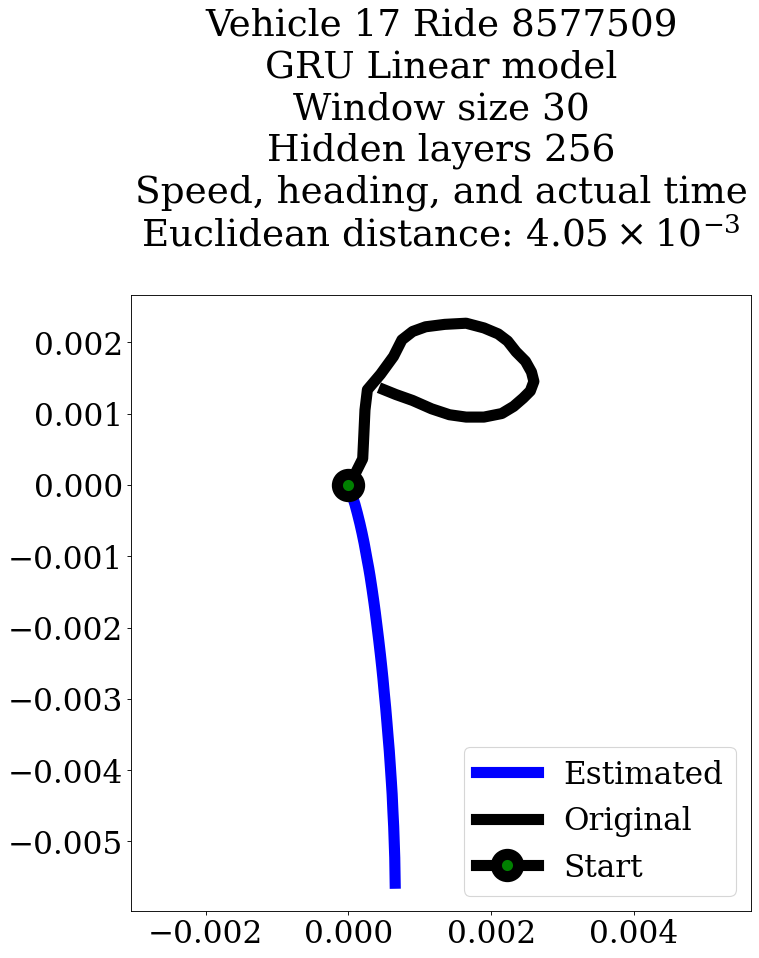 Vehicle 17 Ride 8577509
GRU Linear model
Window size 30
Hidden layers 256
Speed, heading, and actual time
Euclidean distance: 4.05 × 10⁻³
0.002
0.001
0.000
−0.001
−0.002
−0.003
−0.004
−0.005
Estimated
Original
Start
−0.002 0.000 0.002 0.004